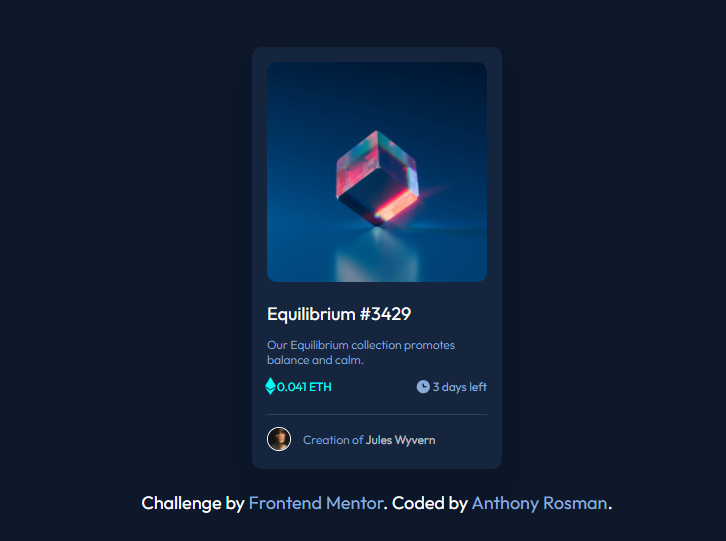 Equilibrium #3429
Our Equilibrium collection promotes
balance and calm.
0.041 ETH 3 days left
Creation of Jules Wyvern
Challenge by Frontend Mentor. Coded by Anthony Rosman.